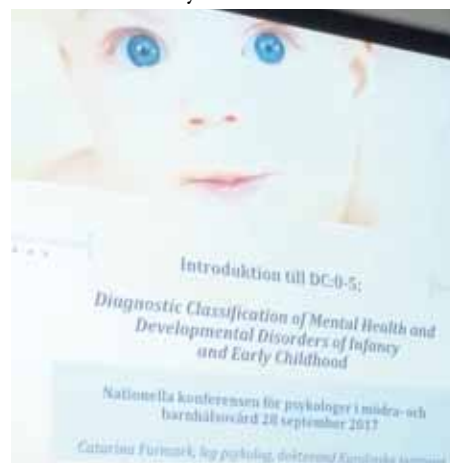 Introduktion till DC:0-5:
Diagnostic Classification of Mental Health and
Developmental Disorders of Infancy
and Early Childhood
Nationella konferensen för psykologer i mödra- och
barnhälsovård 28 september 2017
Catarina Furmark, leg psykolog, doktorand Karolinska